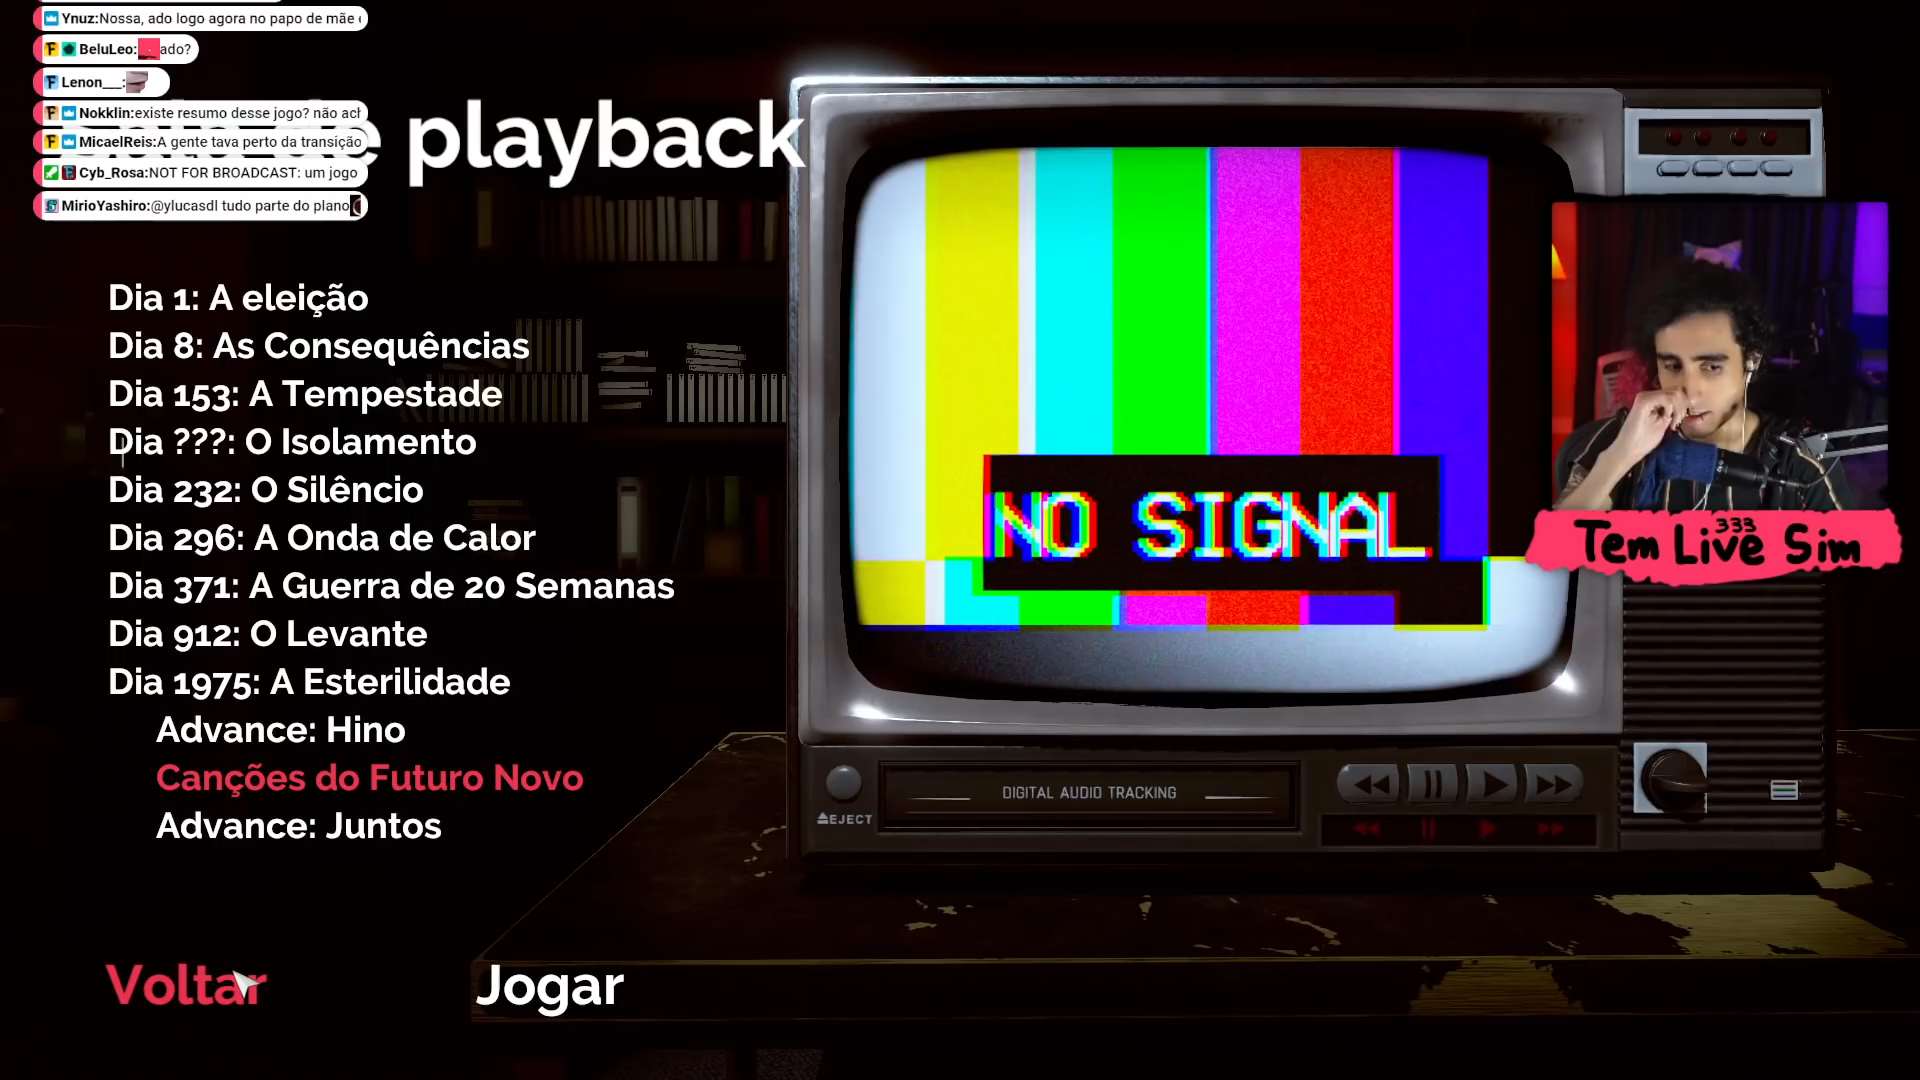 Ynuz:Nossa, ado logo agora no papo de mãe
BeluLeo: ado?
Lenon___:
Nokklin:existe resumo desse jogo? não ach
MicaelReis:A gente tava perto da transição
Cyb_Rosa:NOT FOR BROADCAST: um jogo
MirioYashiro:@ylucasdl tudo parte do plano
playback
Dia 1: A eleição
Dia 8: As Consequências
Dia 153: A Tempestade
Dia ???: O Isolamento
Dia 232: O Silêncio
Dia 296: A Onda de Calor
Dia 371: A Guerra de 20 Semanas
Dia 912: O Levante
Dia 1975: A Esterilidade
Advance: Hino
Canções do Futuro Novo
Advance: Juntos
Voltar
Jogar
NO SIGNAL
333
Tem Live Sim
DIGITAL AUDIO TRACKING
EJECT